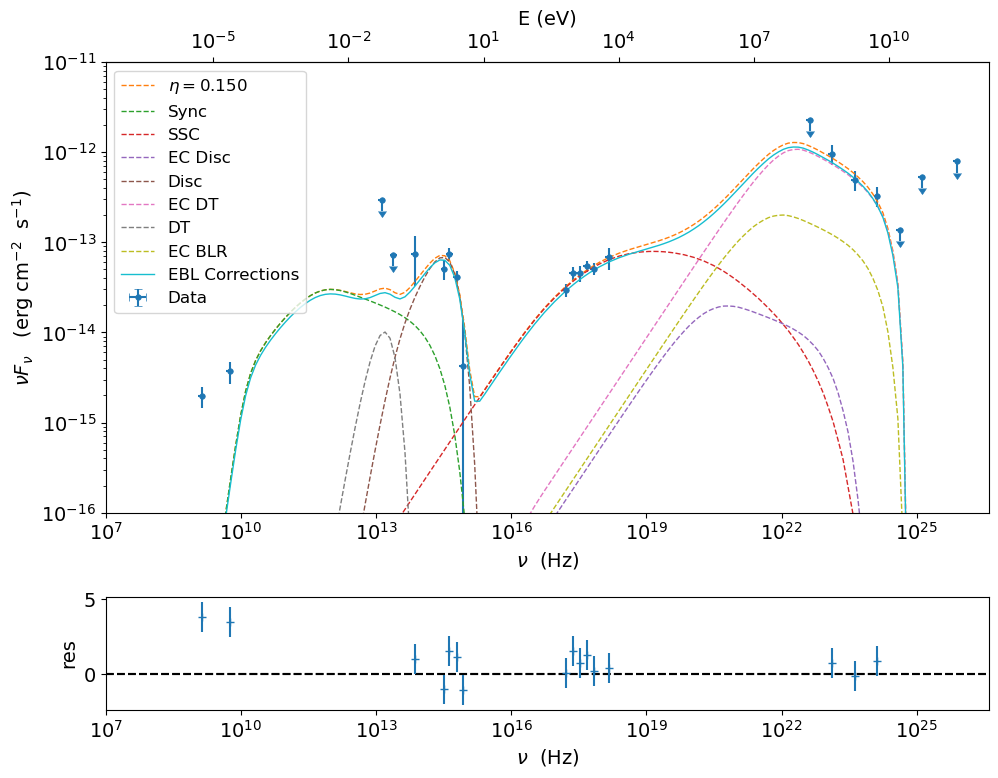 E (eV)
10⁻⁵ 10⁻² 10¹ 10⁴ 10⁷ 10¹⁰
10⁻¹¹
10⁻¹²
10⁻¹³
10⁻¹⁴
10⁻¹⁵
10⁻¹⁶
νFᵥ (erg cm⁻² s⁻¹)
η = 0.150
Sync
SSC
EC Disc
Disc
EC DT
DT
EC BLR
EBL Corrections
Data
10⁷ 10¹⁰ 10¹³ 10¹⁶ 10¹⁹ 10²² 10²⁵
ν (Hz)
5
0
res
10⁷ 10¹⁰ 10¹³ 10¹⁶ 10¹⁹ 10²² 10²⁵
ν (Hz)